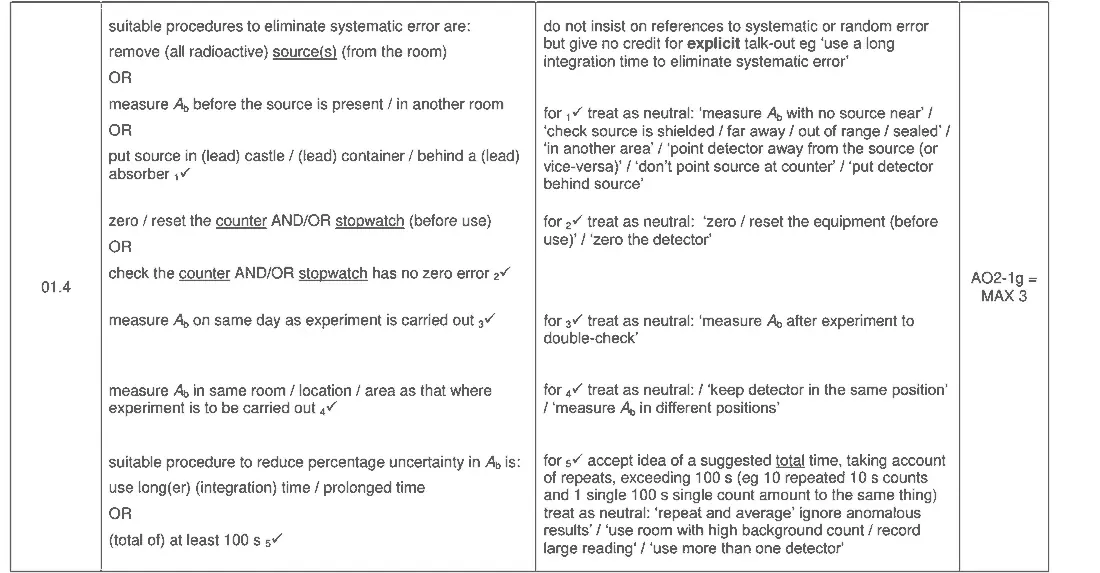 suitable procedures to eliminate systematic error are:
remove (all radioactive) source(s) (from the room)
OR
measure Ab before the source is present / in another room
OR
put source in (lead) castle / (lead) container / behind a (lead)
absorber 1✓
do not insist on references to systematic or random error
but give no credit for explicit talk-out eg ‘use a long
integration time to eliminate systematic error’
for 1✓ treat as neutral: ‘measure Ab with no source near’ /
‘check source is shielded / far away / out of range / sealed’ /
‘in another area’ / ‘point detector away from the source (or
vice-versa)’ / ‘don’t point source at counter’ / ‘put detector
behind source’
zero / reset the counter AND/OR stopwatch (before use)
OR
check the counter AND/OR stopwatch has no zero error 2✓
for 2✓ treat as neutral: ‘zero / reset the equipment (before
use)’ / ‘zero the detector’
01.4
AO2-1g =
MAX 3
measure Ab on same day as experiment is carried out 3✓
for 3✓ treat as neutral: ‘measure Ab after experiment to
double-check’
measure Ab in same room / location / area as that where
experiment is to be carried out 4✓
for 4✓ treat as neutral: / ‘keep detector in the same position’
/ ‘measure Ab in different positions’
suitable procedure to reduce percentage uncertainty in Ab is:
use long(er) (integration) time / prolonged time
OR
(total of) at least 100 s 5✓
for 5✓ accept idea of a suggested total time, taking account
of repeats, exceeding 100 s (eg 10 repeated 10 s counts
and 1 single 100 s single count amount to the same thing)
treat as neutral: ‘repeat and average’ ignore anomalous
results’ / ‘use room with high background count / record
large reading’ / ‘use more than one detector’